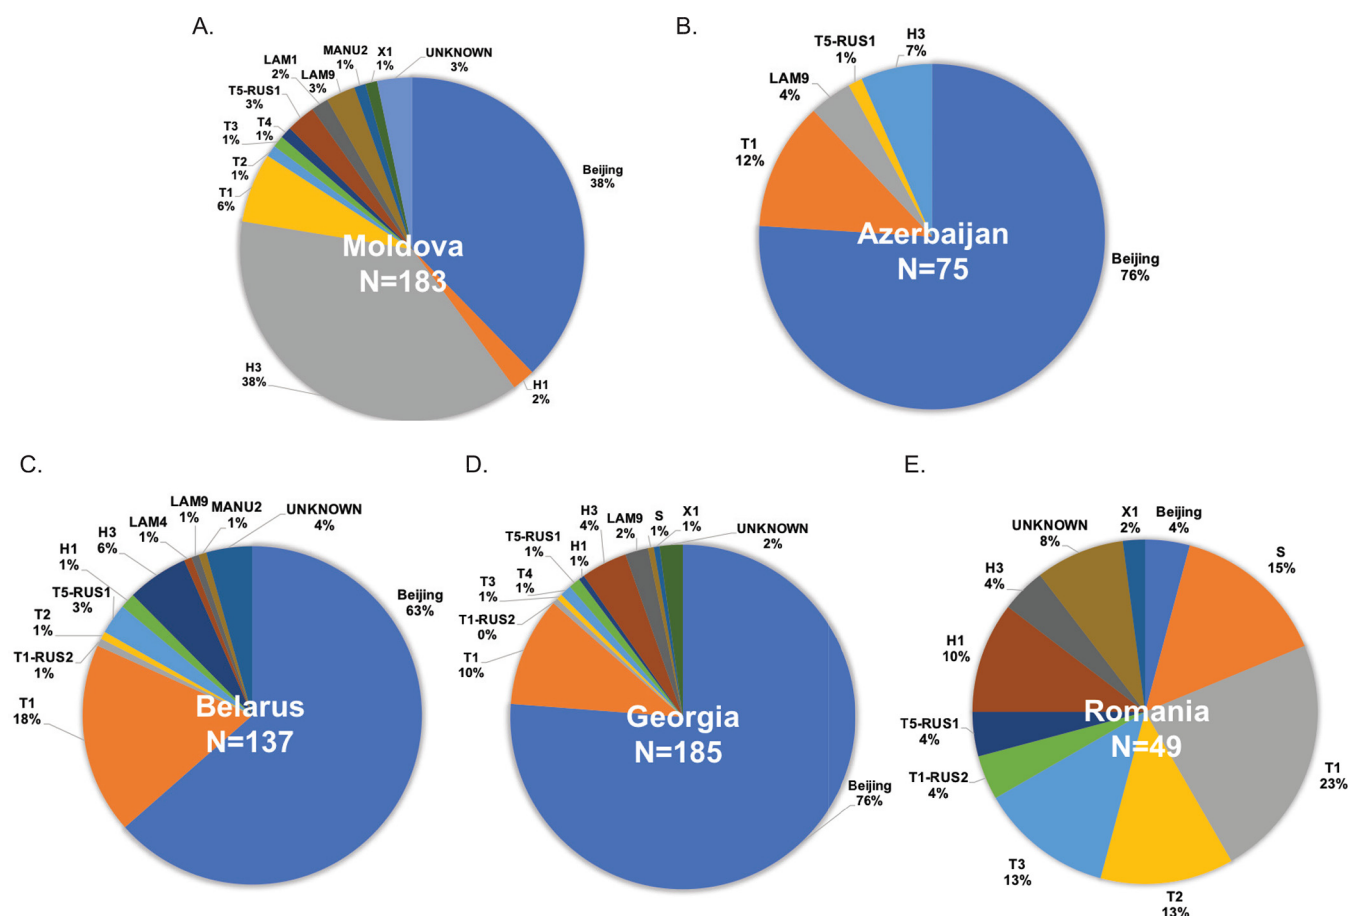 A.
MANU2
1%
X1
1%
UNKNOWN
3%
LAM1
2%
LAM9
3%
T5-RUS1
3%
T4
1%
T3
1%
T2
1%
T1
6%
Beijing
38%
Moldova
N=183
H3
38%
H1
2%
B.
T5-RUS1
1%
H3
7%
LAM9
4%
T1
12%
Azerbaijan
N=75
Beijing
76%
C.
LAM9
1%
MANU2
1%
UNKNOWN
4%
LAM4
1%
H3
6%
H1
1%
T5-RUS1
3%
T2
1%
T1-RUS2
1%
T1
18%
Beijing
63%
Belarus
N=137
D.
H3
4%
LAM9
2%
S
1%
X1
1%
UNKNOWN
2%
T5-RUS1
1%
H1
1%
T4
1%
T3
1%
T1-RUS2
0%
T1
10%
Georgia
N=185
Beijing
76%
E.
X1
2%
Beijing
4%
UNKNOWN
8%
S
15%
H3
4%
H1
10%
T5-RUS1
4%
T1-RUS2
4%
Romania
N=49
T1
23%
T3
13%
T2
13%